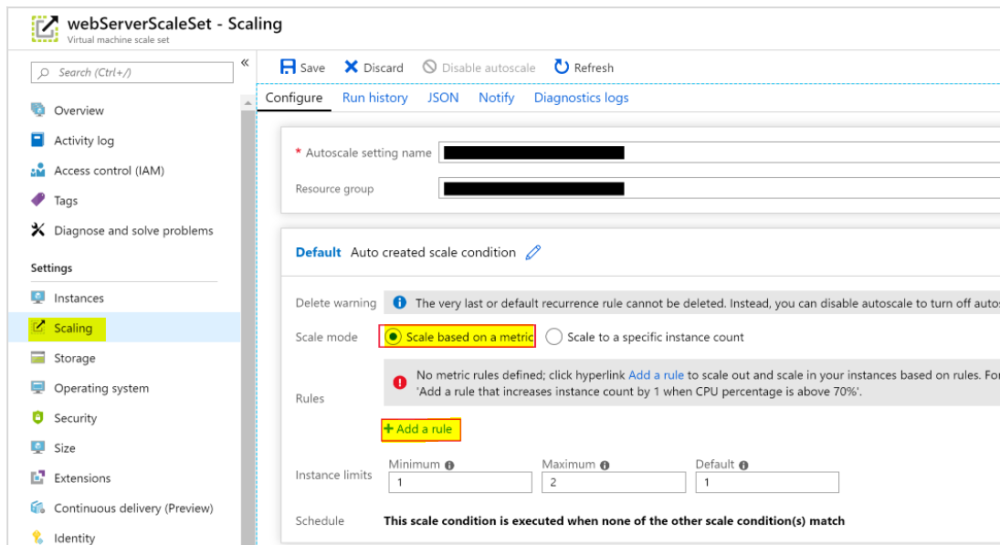 webServerScaleSet - Scaling
Virtual machine scale set
Search (Ctrl+/)
«
Save Discard Disable autoscale Refresh
Configure Run history JSON Notify Diagnostics logs
Overview
Activity log
Access control (IAM)
Tags
Diagnose and solve problems
Settings
Instances
Scaling
Storage
Operating system
Security
Size
Extensions
Continuous delivery (Preview)
Identity
* Autoscale setting name
Resource group
Default Auto created scale condition
Delete warning The very last or default recurrence rule cannot be deleted. Instead, you can disable autoscale to turn off autos
Scale mode Scale based on a metric Scale to a specific instance count
Rules
No metric rules defined; click hyperlink Add a rule to scale out and scale in your instances based on rules. For
'Add a rule that increases instance count by 1 when CPU percentage is above 70%'.
+ Add a rule
Instance limits
Minimum Maximum Default
1 2 1
Schedule This scale condition is executed when none of the other scale condition(s) match